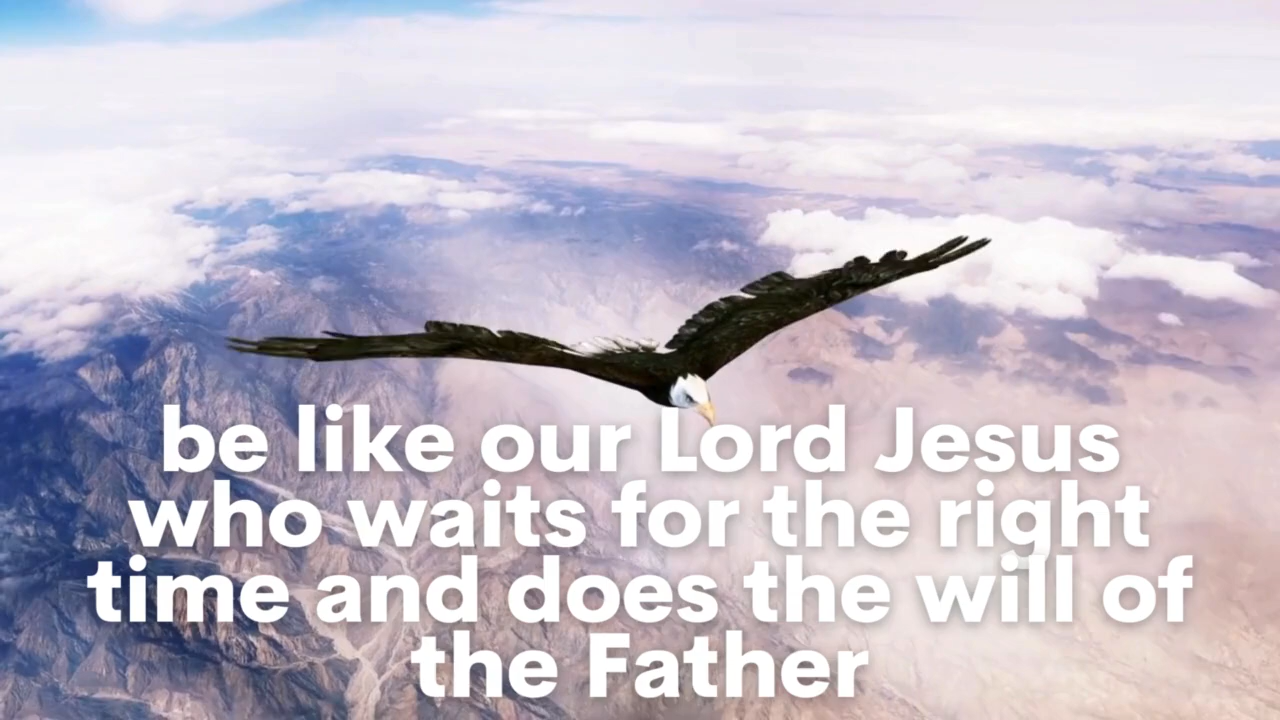 be like our Lord Jesus
who waits for the right
time and does the will of
the Father